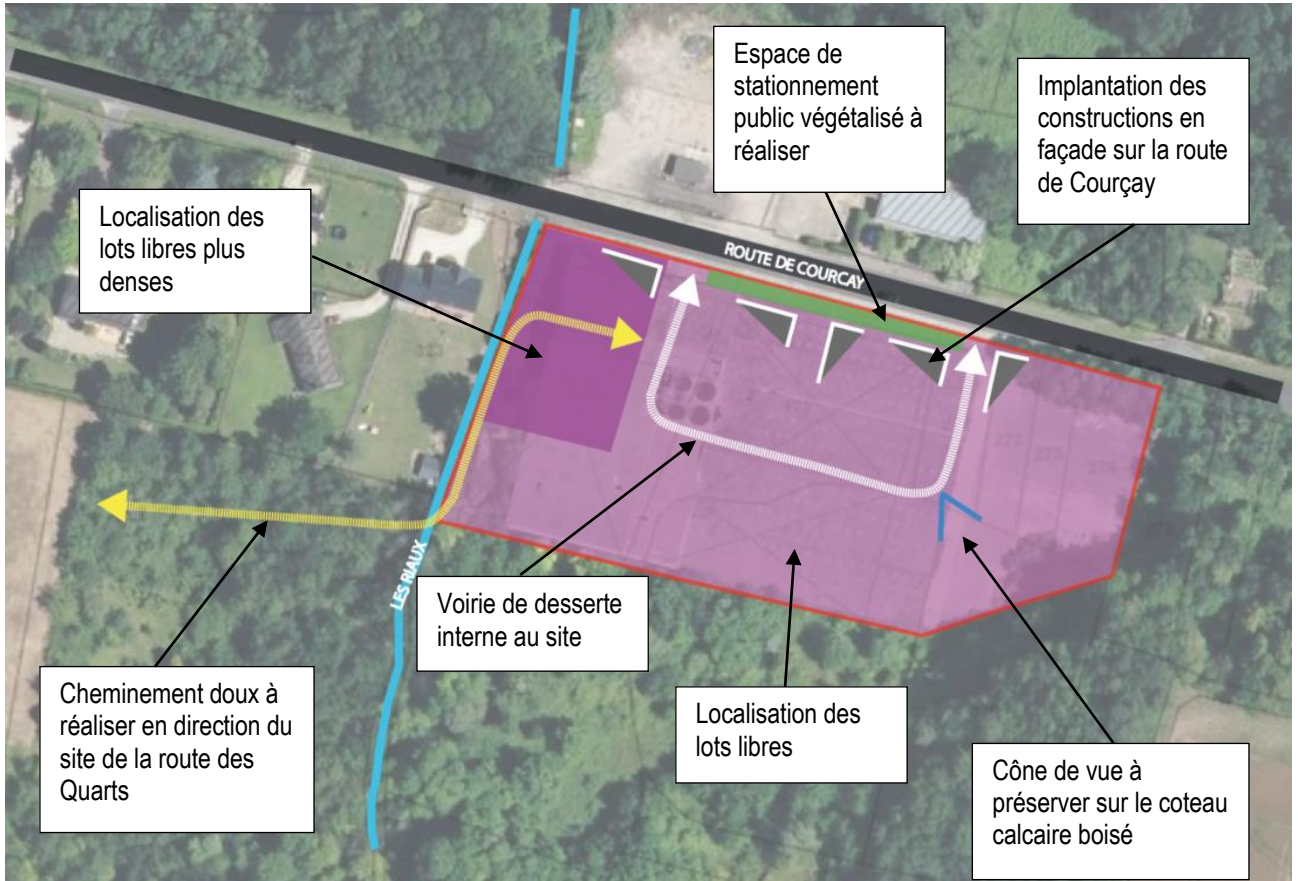 Espace de
stationnement
public végétalisé à
réaliser
Implantation des
constructions en
façade sur la route
de Courçay
Localisation des
lots libres plus
denses
ROUTE DE COURCAY
LES RIAUX
Voirie de desserte
interne au site
Cheminement doux à
réaliser en direction du
site de la route des
Quarts
Localisation des
lots libres
Cône de vue à
préserver sur le coteau
calcaire boisé